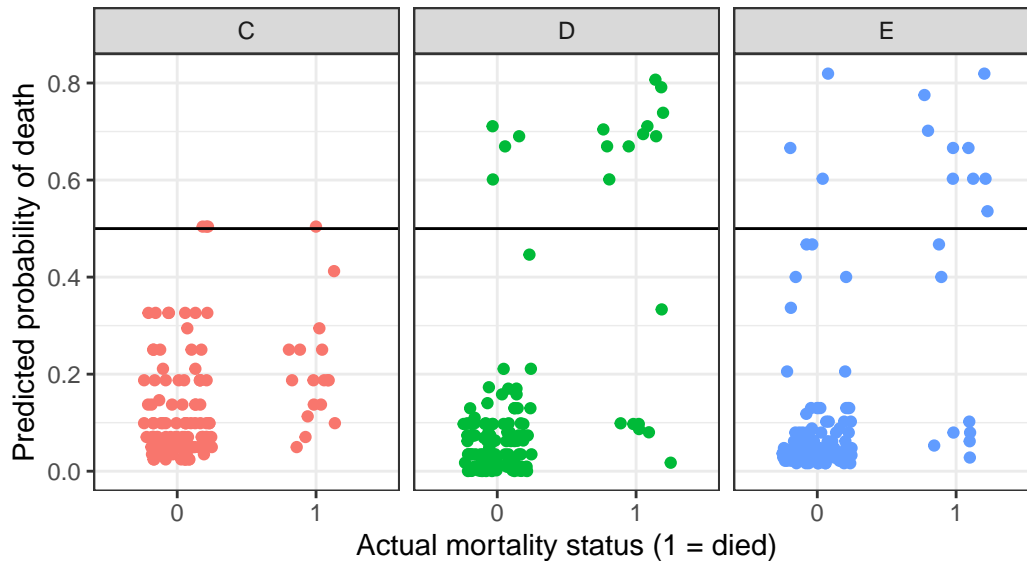 C D E
Predicted probability of death
0.8
0.6
0.4
0.2
0.0
0 1 0 1 0 1
Actual mortality status (1 = died)